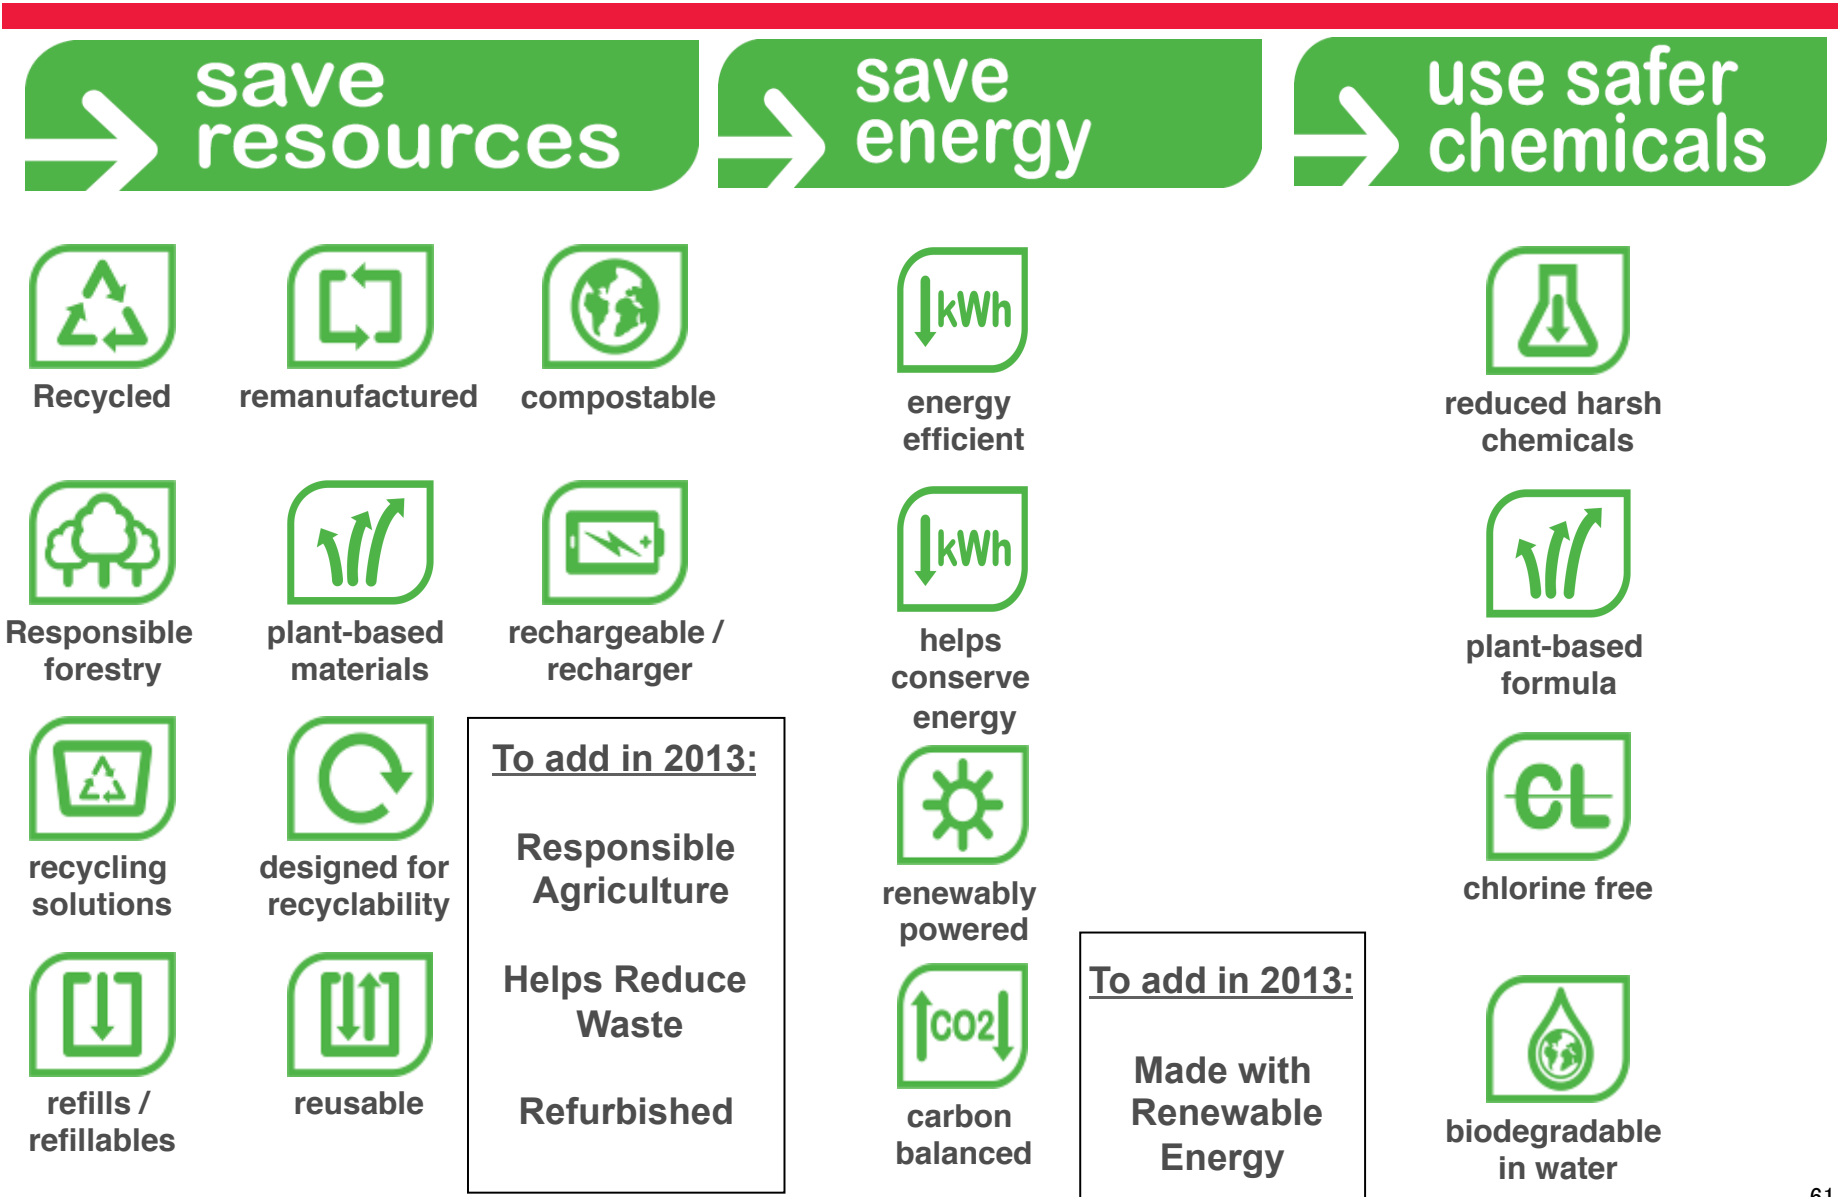 save
resources
save
energy
use safer
chemicals
Recycled
remanufactured
compostable
Responsible
forestry
plant-based
materials
rechargeable /
recharger
recycling
solutions
designed for
recyclability
refills /
refillables
reusable
To add in 2013:
Responsible
Agriculture
Helps Reduce
Waste
Refurbished
kWh
energy
efficient
kWh
helps
conserve
energy
renewably
powered
CO2
carbon
balanced
To add in 2013:
Made with
Renewable
Energy
reduced harsh
chemicals
plant-based
formula
CL
chlorine free
biodegradable
in water
61